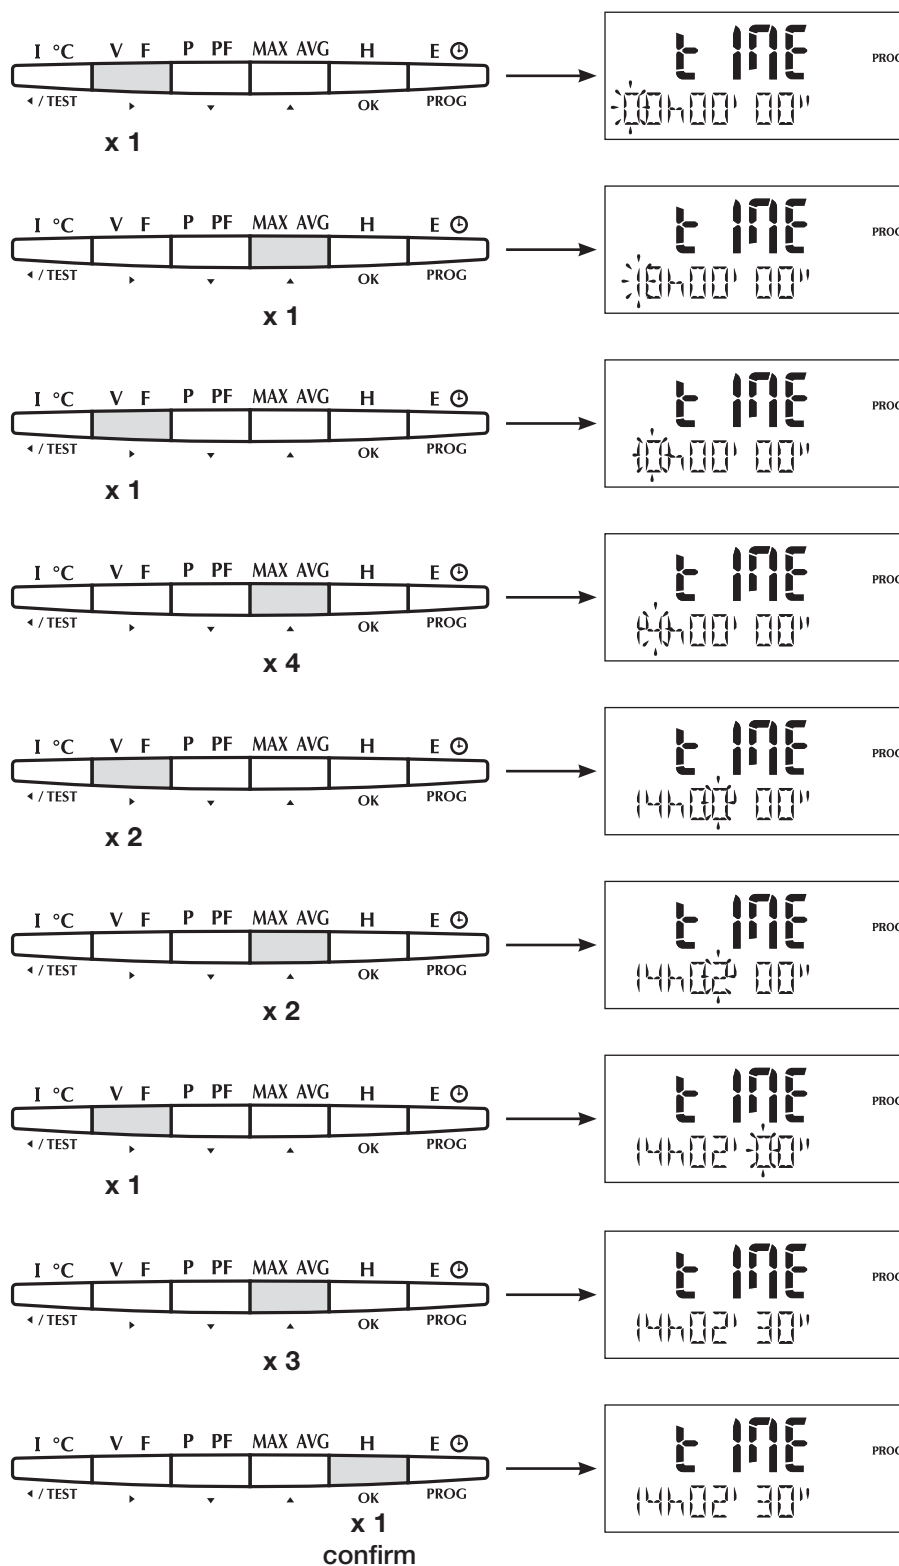 I °C V F P PF MAX AVG H E
◂ / TEST ▸ ▾ ▴ OK PROG
x 1
t IME PROG
00h00' 00"
I °C V F P PF MAX AVG H E
◂ / TEST ▸ ▾ ▴ OK PROG
x 1
t IME PROG
10h00' 00"
I °C V F P PF MAX AVG H E
◂ / TEST ▸ ▾ ▴ OK PROG
x 1
t IME PROG
10h00' 00"
I °C V F P PF MAX AVG H E
◂ / TEST ▸ ▾ ▴ OK PROG
x 4
t IME PROG
14h00' 00"
I °C V F P PF MAX AVG H E
◂ / TEST ▸ ▾ ▴ OK PROG
x 2
t IME PROG
14h00' 00"
I °C V F P PF MAX AVG H E
◂ / TEST ▸ ▾ ▴ OK PROG
x 2
t IME PROG
14h02' 00"
I °C V F P PF MAX AVG H E
◂ / TEST ▸ ▾ ▴ OK PROG
x 1
t IME PROG
14h02' 00"
I °C V F P PF MAX AVG H E
◂ / TEST ▸ ▾ ▴ OK PROG
x 3
t IME PROG
14h02' 30"
I °C V F P PF MAX AVG H E
◂ / TEST ▸ ▾ ▴ OK PROG
x 1
confirm
t IME PROG
14h02' 30"